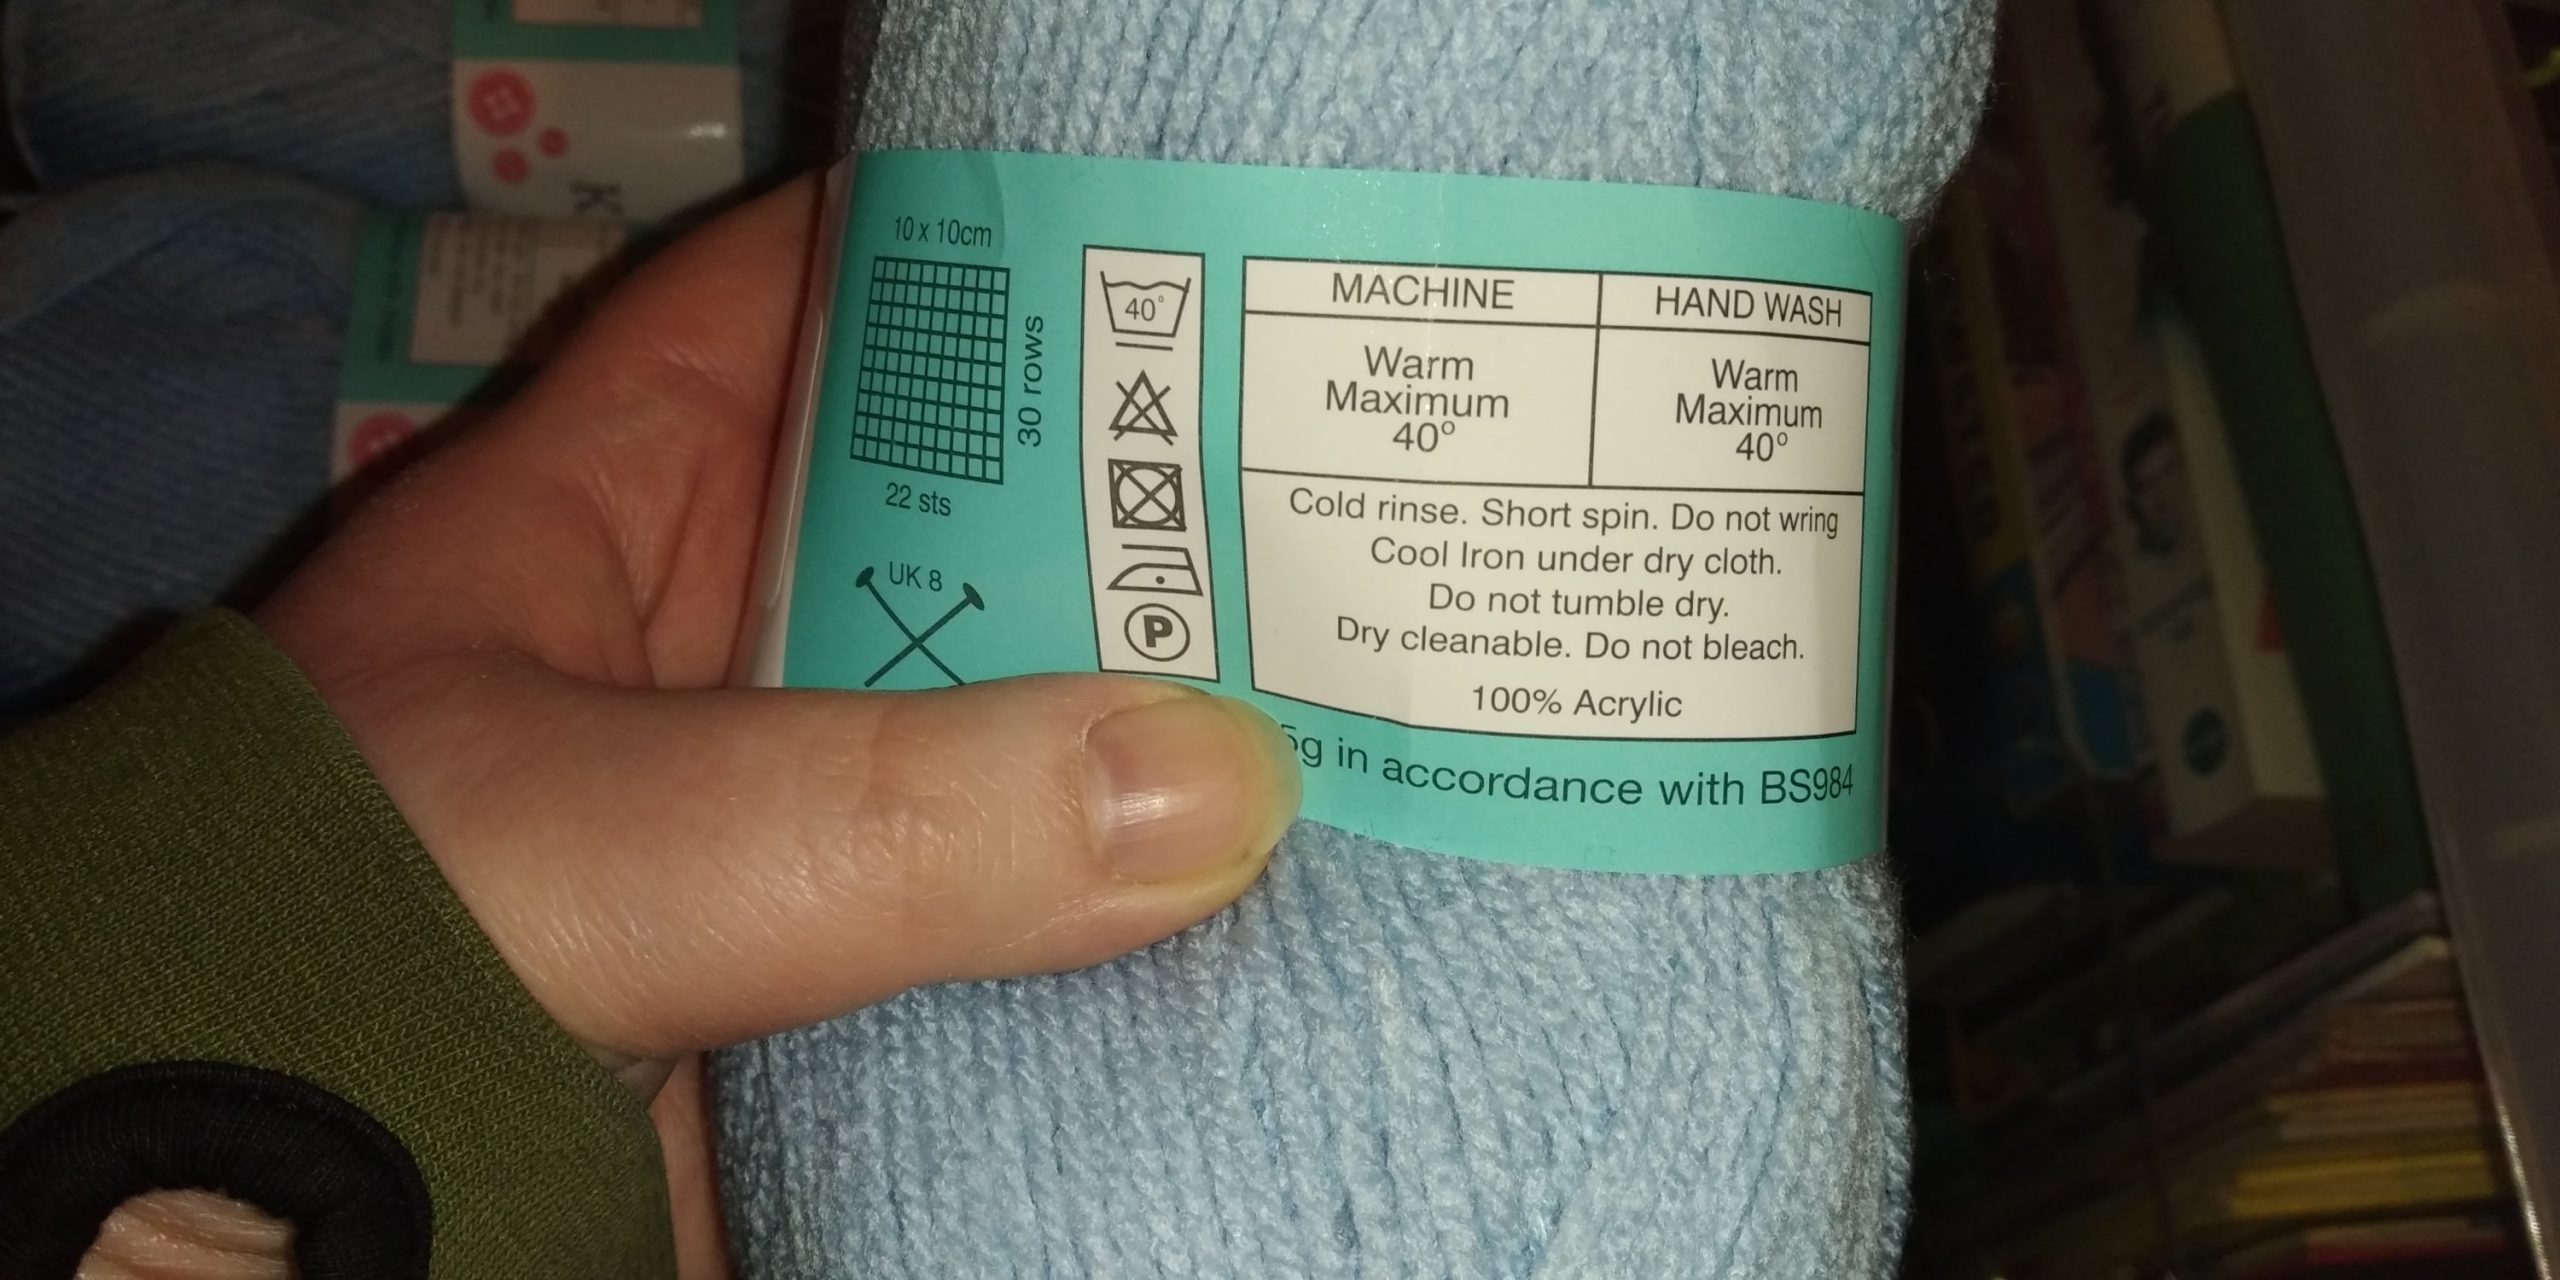 10 x 10cm
30 rows
22 sts
UK 8
40°
P
MACHINE
HAND WASH
Warm
Maximum
40°
Warm
Maximum
40°
Cold rinse. Short spin. Do not wring
Cool Iron under dry cloth.
Do not tumble dry.
Dry cleanable. Do not bleach.
100% Acrylic
5g in accordance with BS984
K